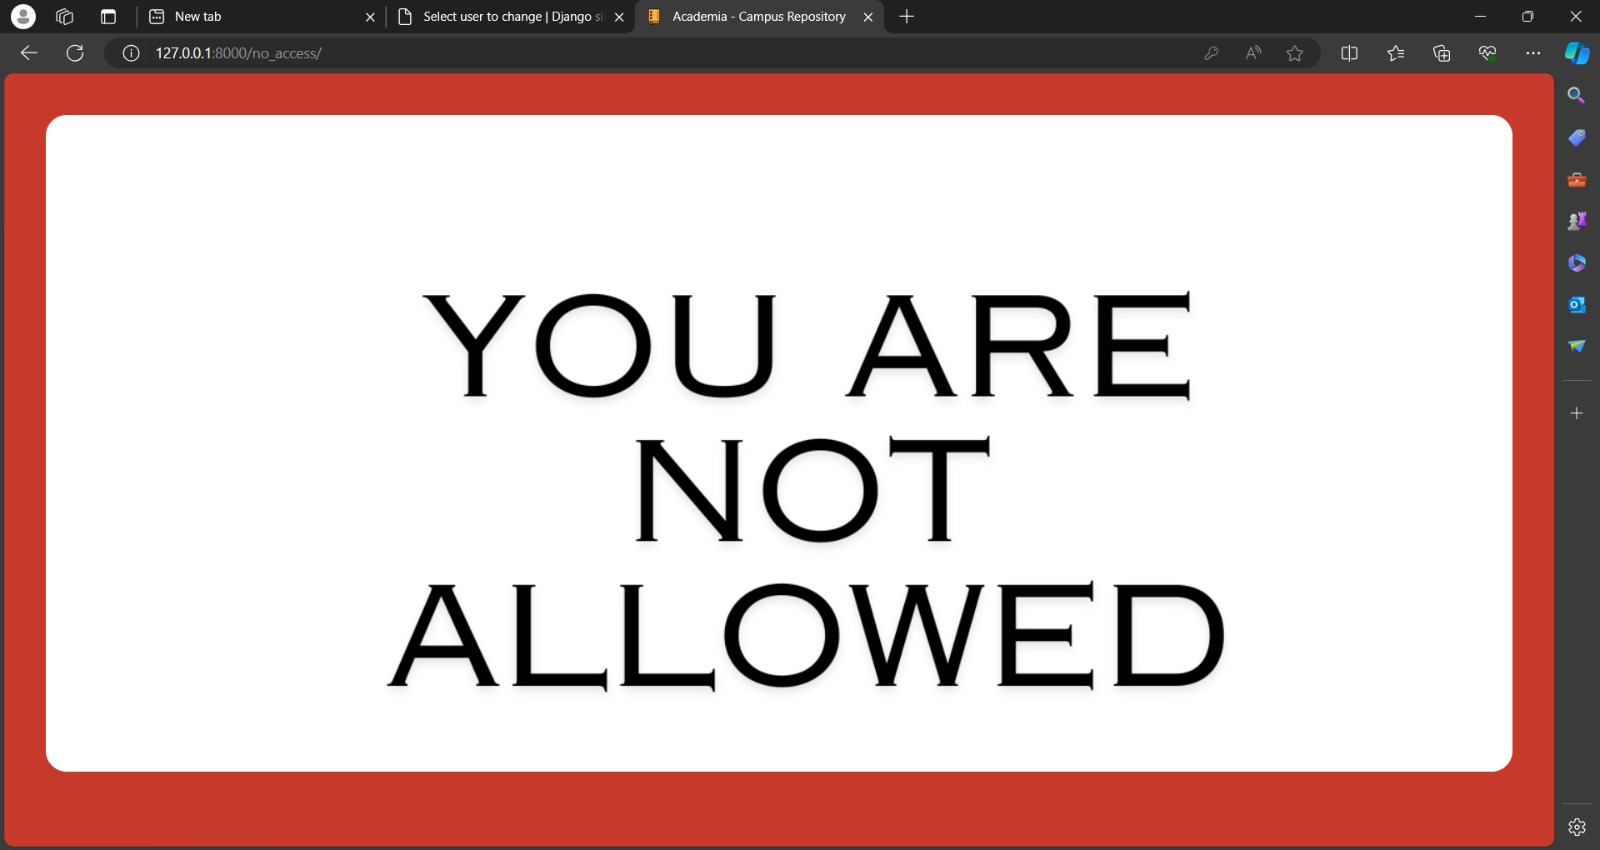 New tab
Select user to change | Django si
Academia - Campus Repository
127.0.0.1:8000/no_access/
YOU ARE
NOT
ALLOWED